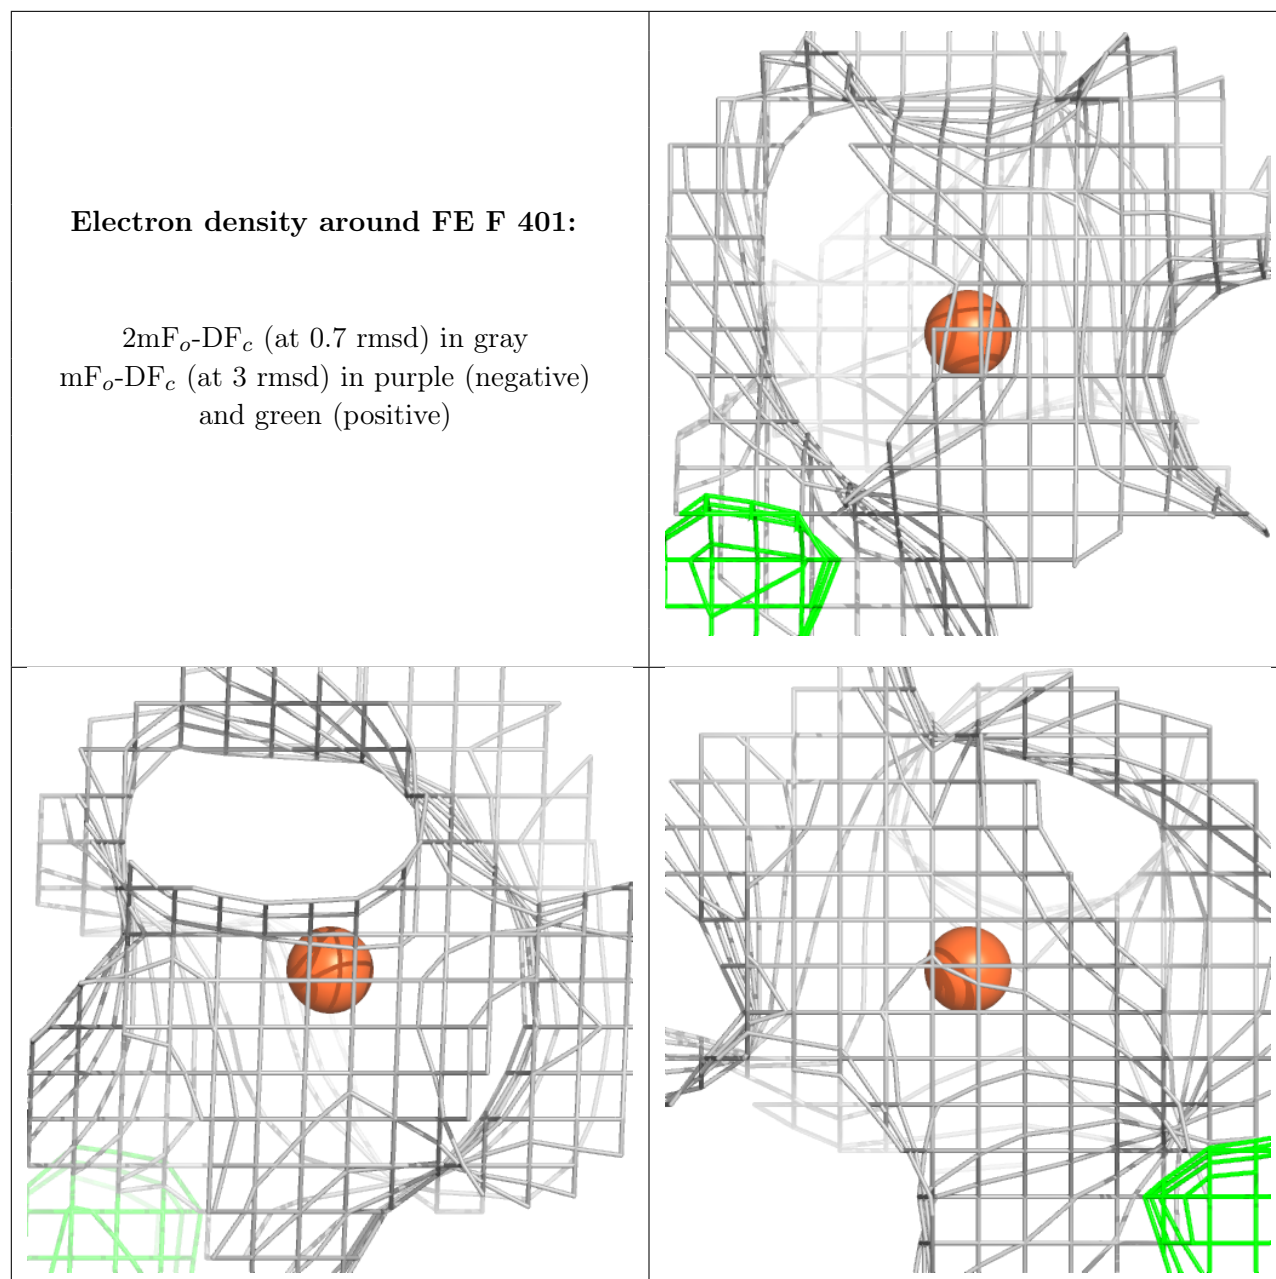 Electron density around FE F 401:
2mFo-DFc (at 0.7 rmsd) in gray
mFo-DFc (at 3 rmsd) in purple (negative)
and green (positive)